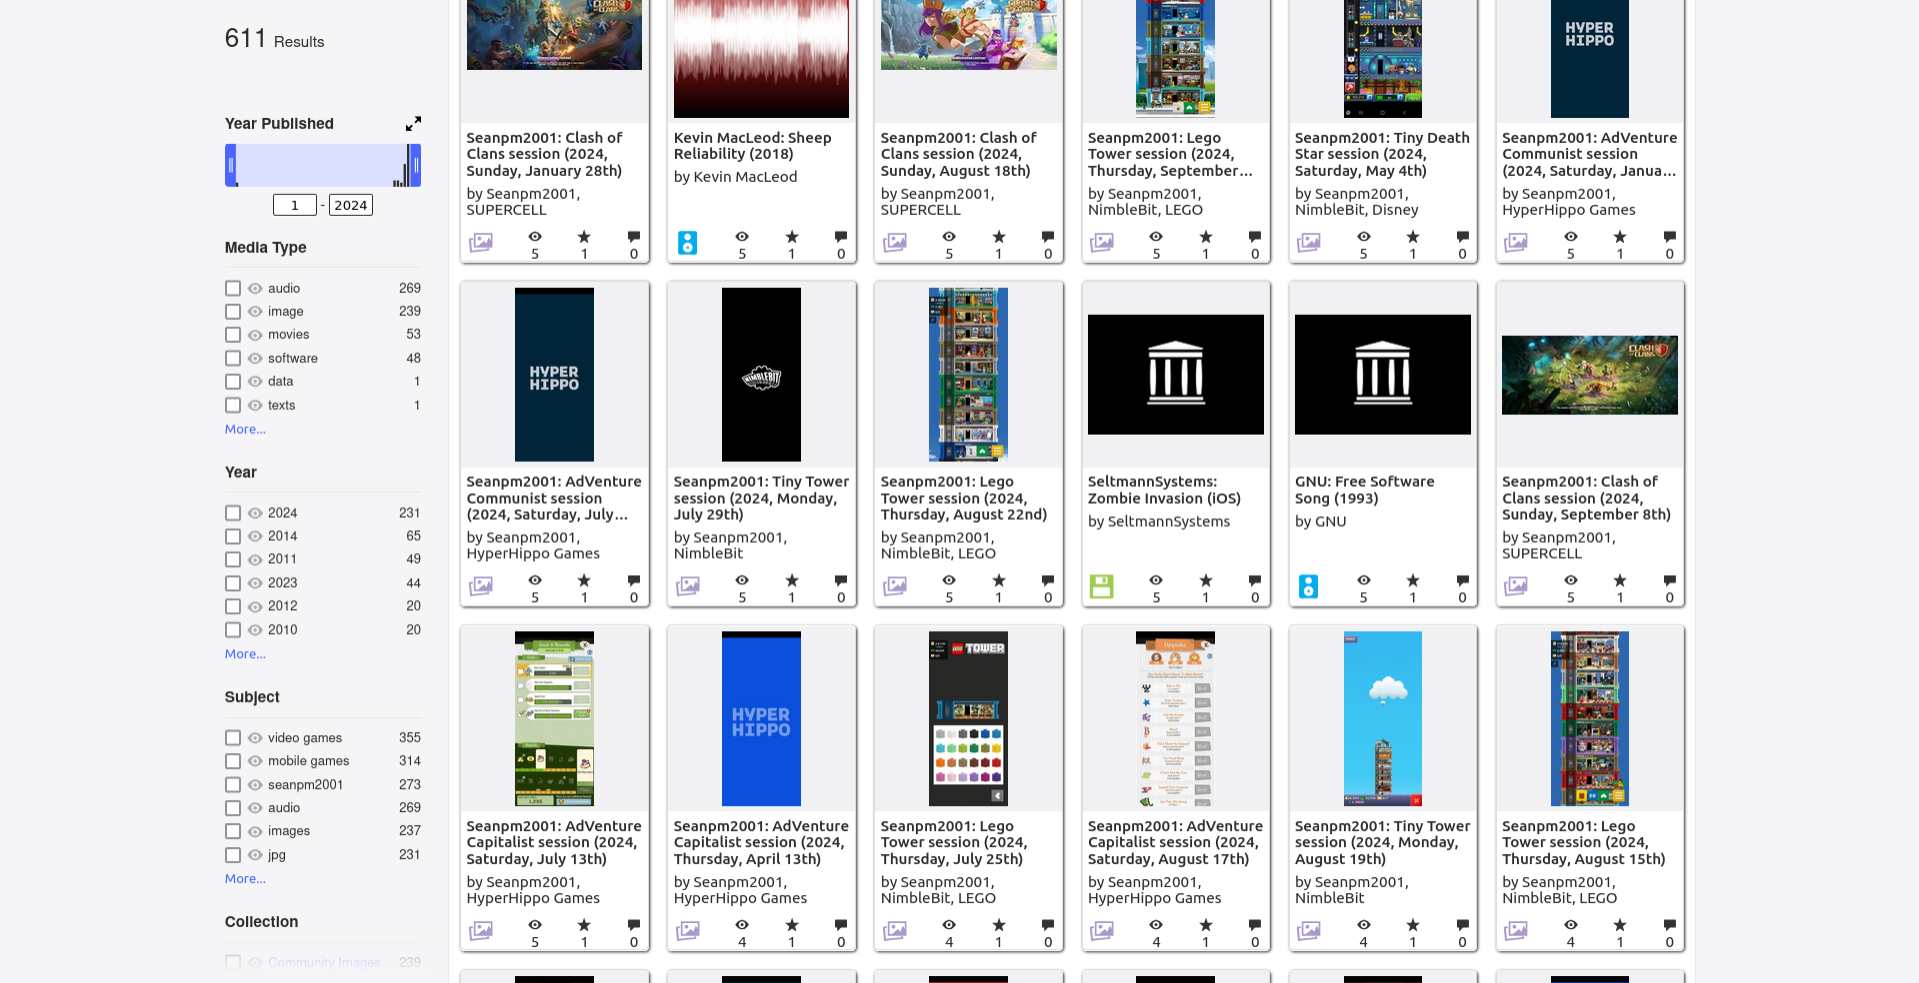 611 Results
Year Published
1 - 2024
Media Type
audio 269
image 239
movies 53
software 48
data 1
texts 1
More...
Year
2024 231
2014 65
2011 49
2023 44
2012 20
2010 20
More...
Subject
video games 355
mobile games 314
seanpm2001 273
audio 269
images 237
jpg 231
More...
Collection
Community Images 239
Seanpm2001: Clash of
Clans session (2024,
Sunday, January 28th)
by Seanpm2001,
SUPERCELL
5 1 0
Kevin MacLeod: Sheep
Reliability (2018)
by Kevin MacLeod
5 1 0
Seanpm2001: Clash of
Clans session (2024,
Sunday, August 18th)
by Seanpm2001,
SUPERCELL
5 1 0
Seanpm2001: Lego
Tower session (2024,
Thursday, September...
by Seanpm2001,
NimbleBit, LEGO
5 1 0
Seanpm2001: Tiny Death
Star session (2024,
Saturday, May 4th)
by Seanpm2001,
NimbleBit, Disney
5 1 0
HYPER
HIPPO
Seanpm2001: AdVenture
Communist session
(2024, Saturday, Janua...
by Seanpm2001,
HyperHippo Games
5 1 0
HYPER
HIPPO
Seanpm2001: AdVenture
Communist session
(2024, Saturday, July...
by Seanpm2001,
HyperHippo Games
5 1 0
NIMBLEBIT
Seanpm2001: Tiny Tower
session (2024, Monday,
July 29th)
by Seanpm2001,
NimbleBit
5 1 0
Seanpm2001: Lego
Tower session (2024,
Thursday, August 22nd)
by Seanpm2001,
NimbleBit, LEGO
5 1 0
SeltmannSystems:
Zombie Invasion (iOS)
by SeltmannSystems
5 1 0
GNU: Free Software
Song (1993)
by GNU
5 1 0
CLASH
OF CLANS
Seanpm2001: Clash of
Clans session (2024,
Sunday, September 8th)
by Seanpm2001,
SUPERCELL
5 1 0
Seanpm2001: AdVenture
Capitalist session (2024,
Saturday, July 13th)
by Seanpm2001,
HyperHippo Games
5 1 0
HYPER
HIPPO
Seanpm2001: AdVenture
Capitalist session (2024,
Thursday, April 13th)
by Seanpm2001,
HyperHippo Games
4 1 0
LEGO TOWER
Seanpm2001: Lego
Tower session (2024,
Thursday, July 25th)
by Seanpm2001,
NimbleBit, LEGO
4 1 0
Upgrades
Seanpm2001: AdVenture
Capitalist session (2024,
Saturday, August 17th)
by Seanpm2001,
HyperHippo Games
4 1 0
Seanpm2001: Tiny Tower
session (2024, Monday,
August 19th)
by Seanpm2001,
NimbleBit
4 1 0
Seanpm2001: Lego
Tower session (2024,
Thursday, August 15th)
by Seanpm2001,
NimbleBit, LEGO
4 1 0